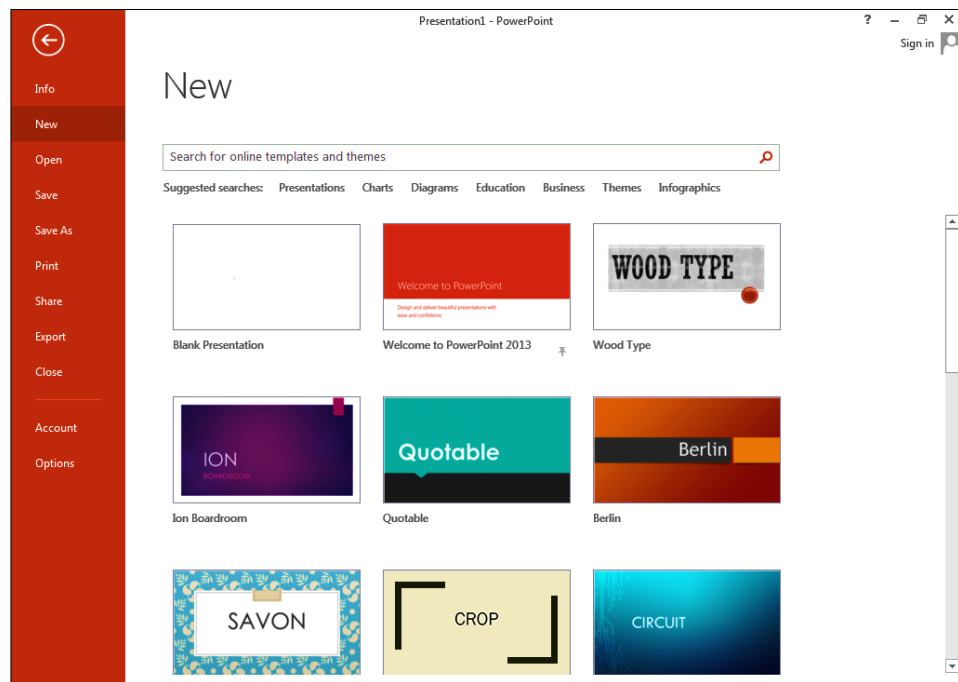 Presentation1 - PowerPoint
?
Sign in
Info
New
Open
Save
Save As
Print
Share
Export
Close
Account
Options
New
Search for online templates and themes
Suggested searches: Presentations Charts Diagrams Education Business Themes Infographics
Welcome to PowerPoint
Design and deliver beautiful presentations with
ease and confidence.
WOOD TYPE
Blank Presentation
Welcome to PowerPoint 2013
Wood Type
ION
BOARDROOM
Quotable
Berlin
Ion Boardroom
Quotable
Berlin
SAVON
CROP
CIRCUIT